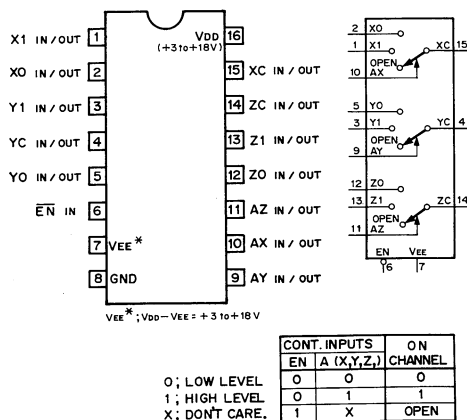 X1 IN/OUT 1
16 VDD (+3 to +18V)
X0 IN/OUT 2
15 XC IN/OUT
Y1 IN/OUT 3
14 ZC IN/OUT
YC IN/OUT 4
13 Z1 IN/OUT
Y0 IN/OUT 5
12 Z0 IN/OUT
EN IN 6
11 AZ IN/OUT
7 VEE*
10 AX IN/OUT
8 GND
9 AY IN/OUT
VEE*; VDD-VEE=+3 to +18V
2 X0
1 X1 XC 15
OPEN
10 AX
5 Y0
3 Y1 YC 4
OPEN
9 AY
12 Z0
13 Z1 ZC 14
OPEN
11 AZ
EN VEE
6 7
CONT. INPUTS ON CHANNEL
EN A (X,Y,Z,)
0 0 0
0 1 1
1 X OPEN
0; LOW LEVEL
1; HIGH LEVEL
X; DON'T CARE.